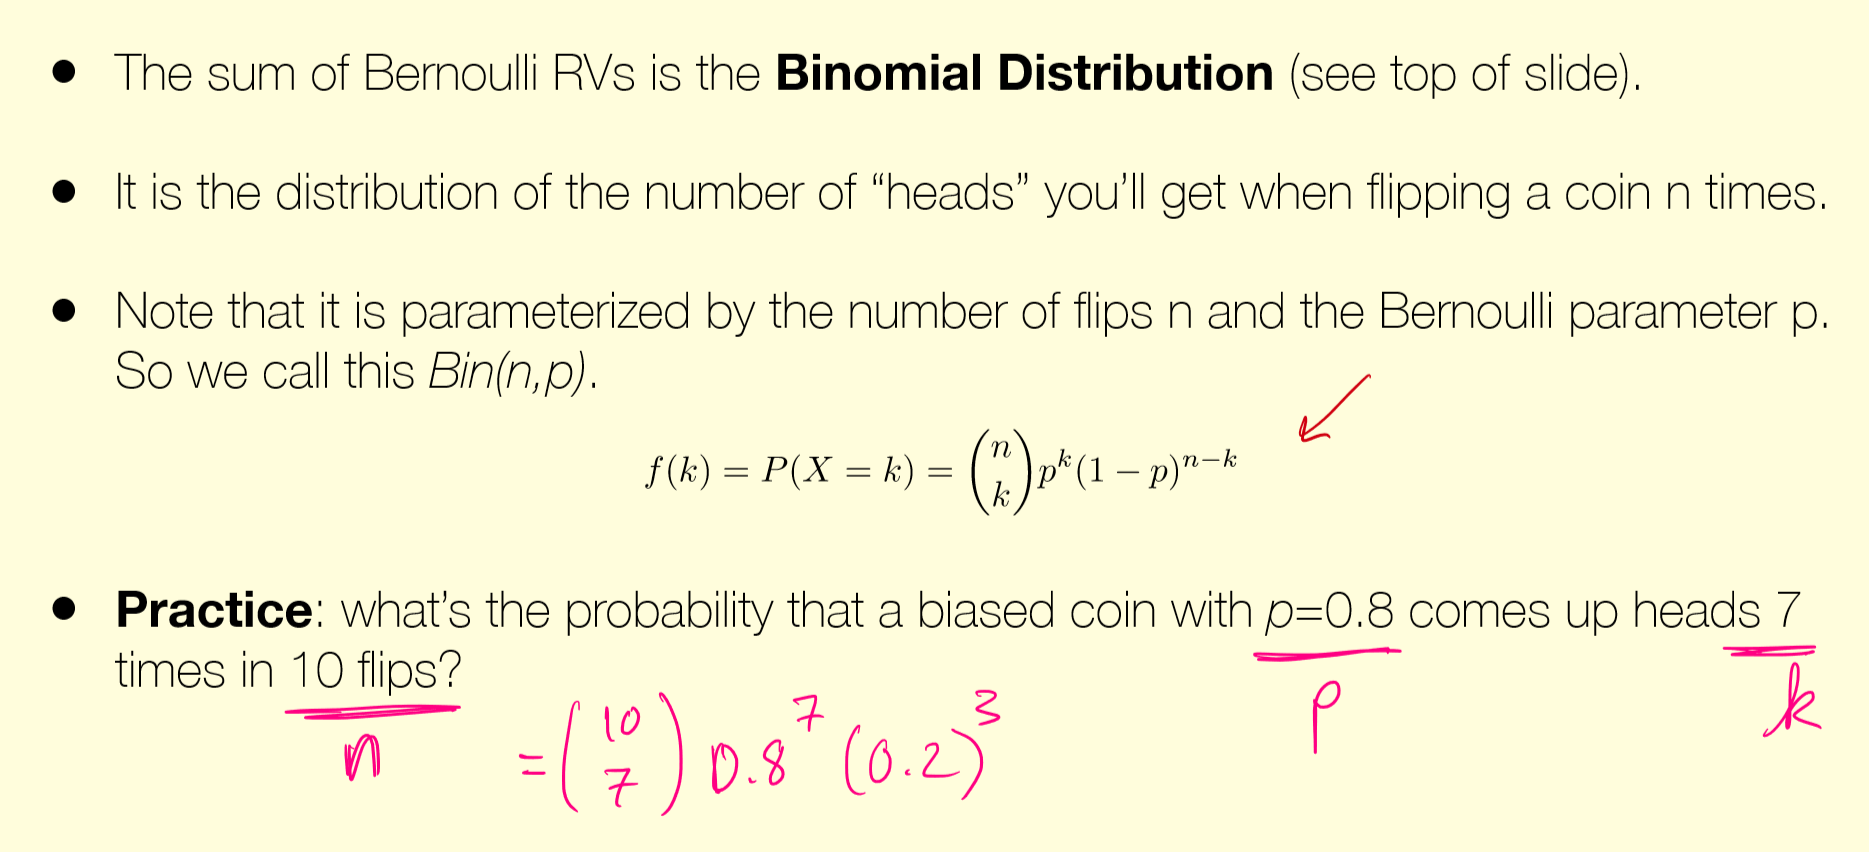 • The sum of Bernoulli RVs is the Binomial Distribution (see top of slide).
• It is the distribution of the number of “heads” you’ll get when flipping a coin n times.
• Note that it is parameterized by the number of flips n and the Bernoulli parameter p.
So we call this Bin(n,p).
f(k) = P(X = k) = \binom{n}{k} p^k (1 − p)^{n−k}
• Practice: what’s the probability that a biased coin with p=0.8 comes up heads 7
times in 10 flips?
n = \binom{10}{7} 0.8^7 (0.2)^3 p k